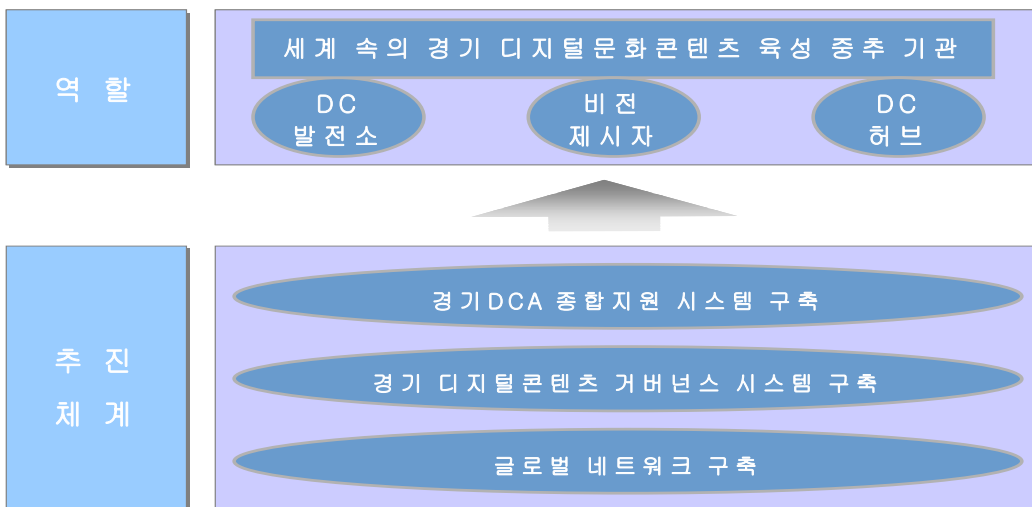 역 할
세계 속의 경기 디지털문화콘텐츠 육성 중추 기관
DC
발전소
비전
제시자
DC
허브
추 진
체 계
경기DCA 종합지원 시스템 구축
경기 디지털콘텐츠 거버넌스 시스템 구축
글로벌 네트워크 구축